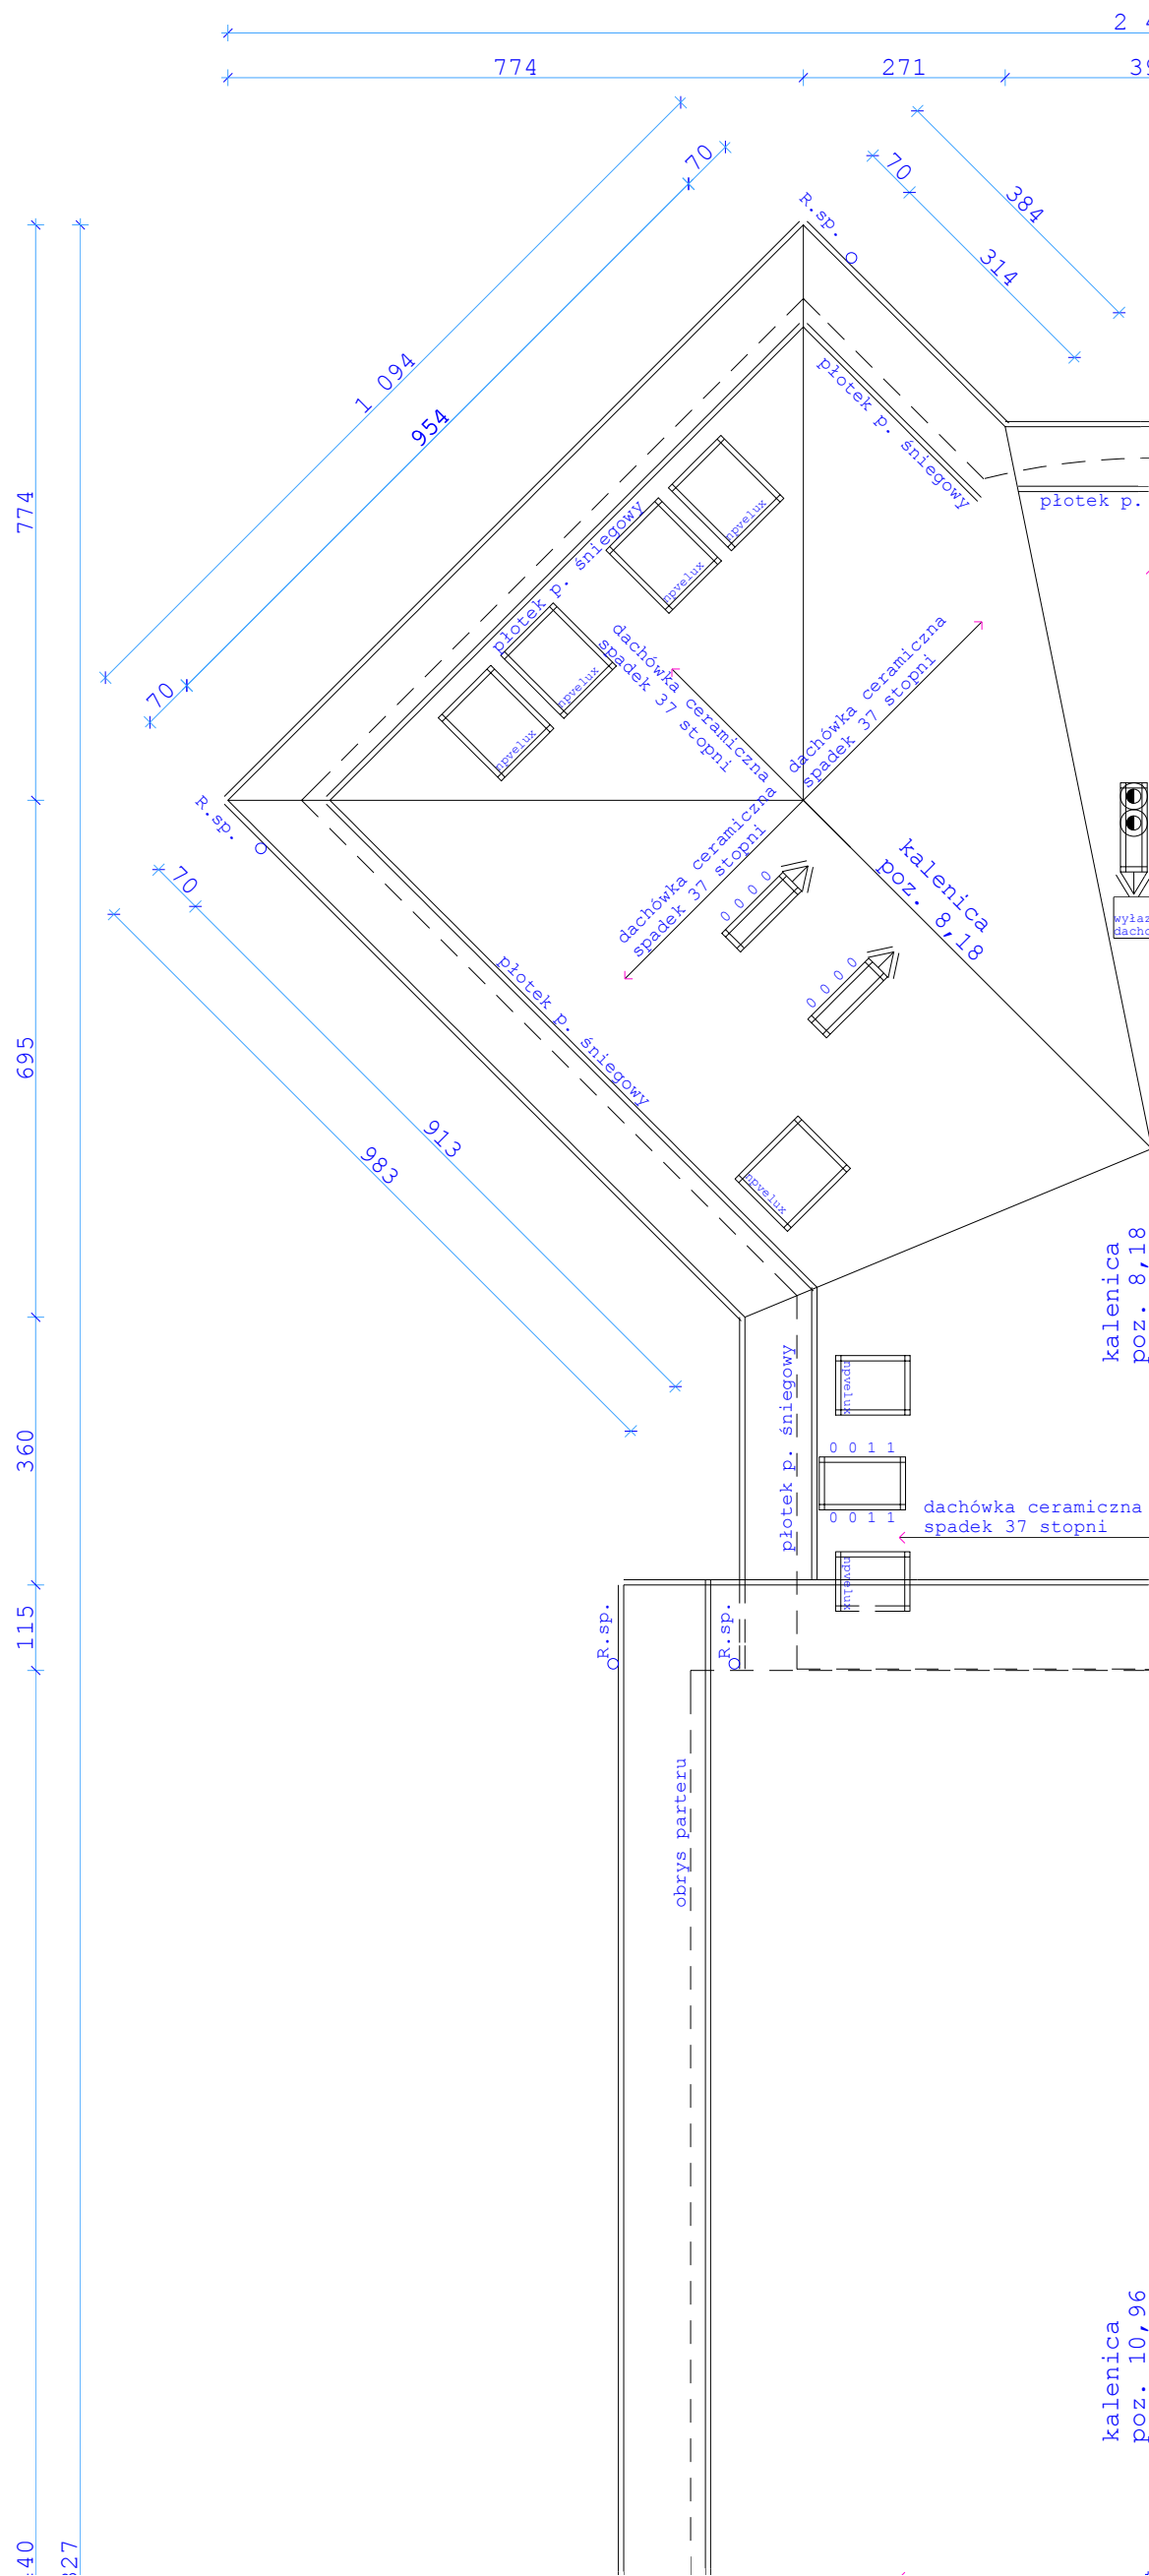 774
271
70
70
384
314
R.sp.
1 094
954
płotek p. śniegowy
774
płotek p.
npvelux
płotek p. śniegowy
npvelux
dachówka ceramiczna
spadek 37 stopni
dachówka ceramiczna
spadek 37 stopni
npvelux
npvelux
70
R.sp.
dachówka ceramiczna
spadek 37 stopni
kalenica
poz. 8,18
70
0 0 0 0
0 0 0 0
płotek p. śniegowy
695
913
983
npvelux
kalenica
poz. 8,18
360
płotek p. śniegowy
npvelux
0 0 1 1
0 0 1 1
dachówka ceramiczna
spadek 37 stopni
npvelux
115
R.sp.
R.sp.
obrys parteru
kalenica
poz. 10,96